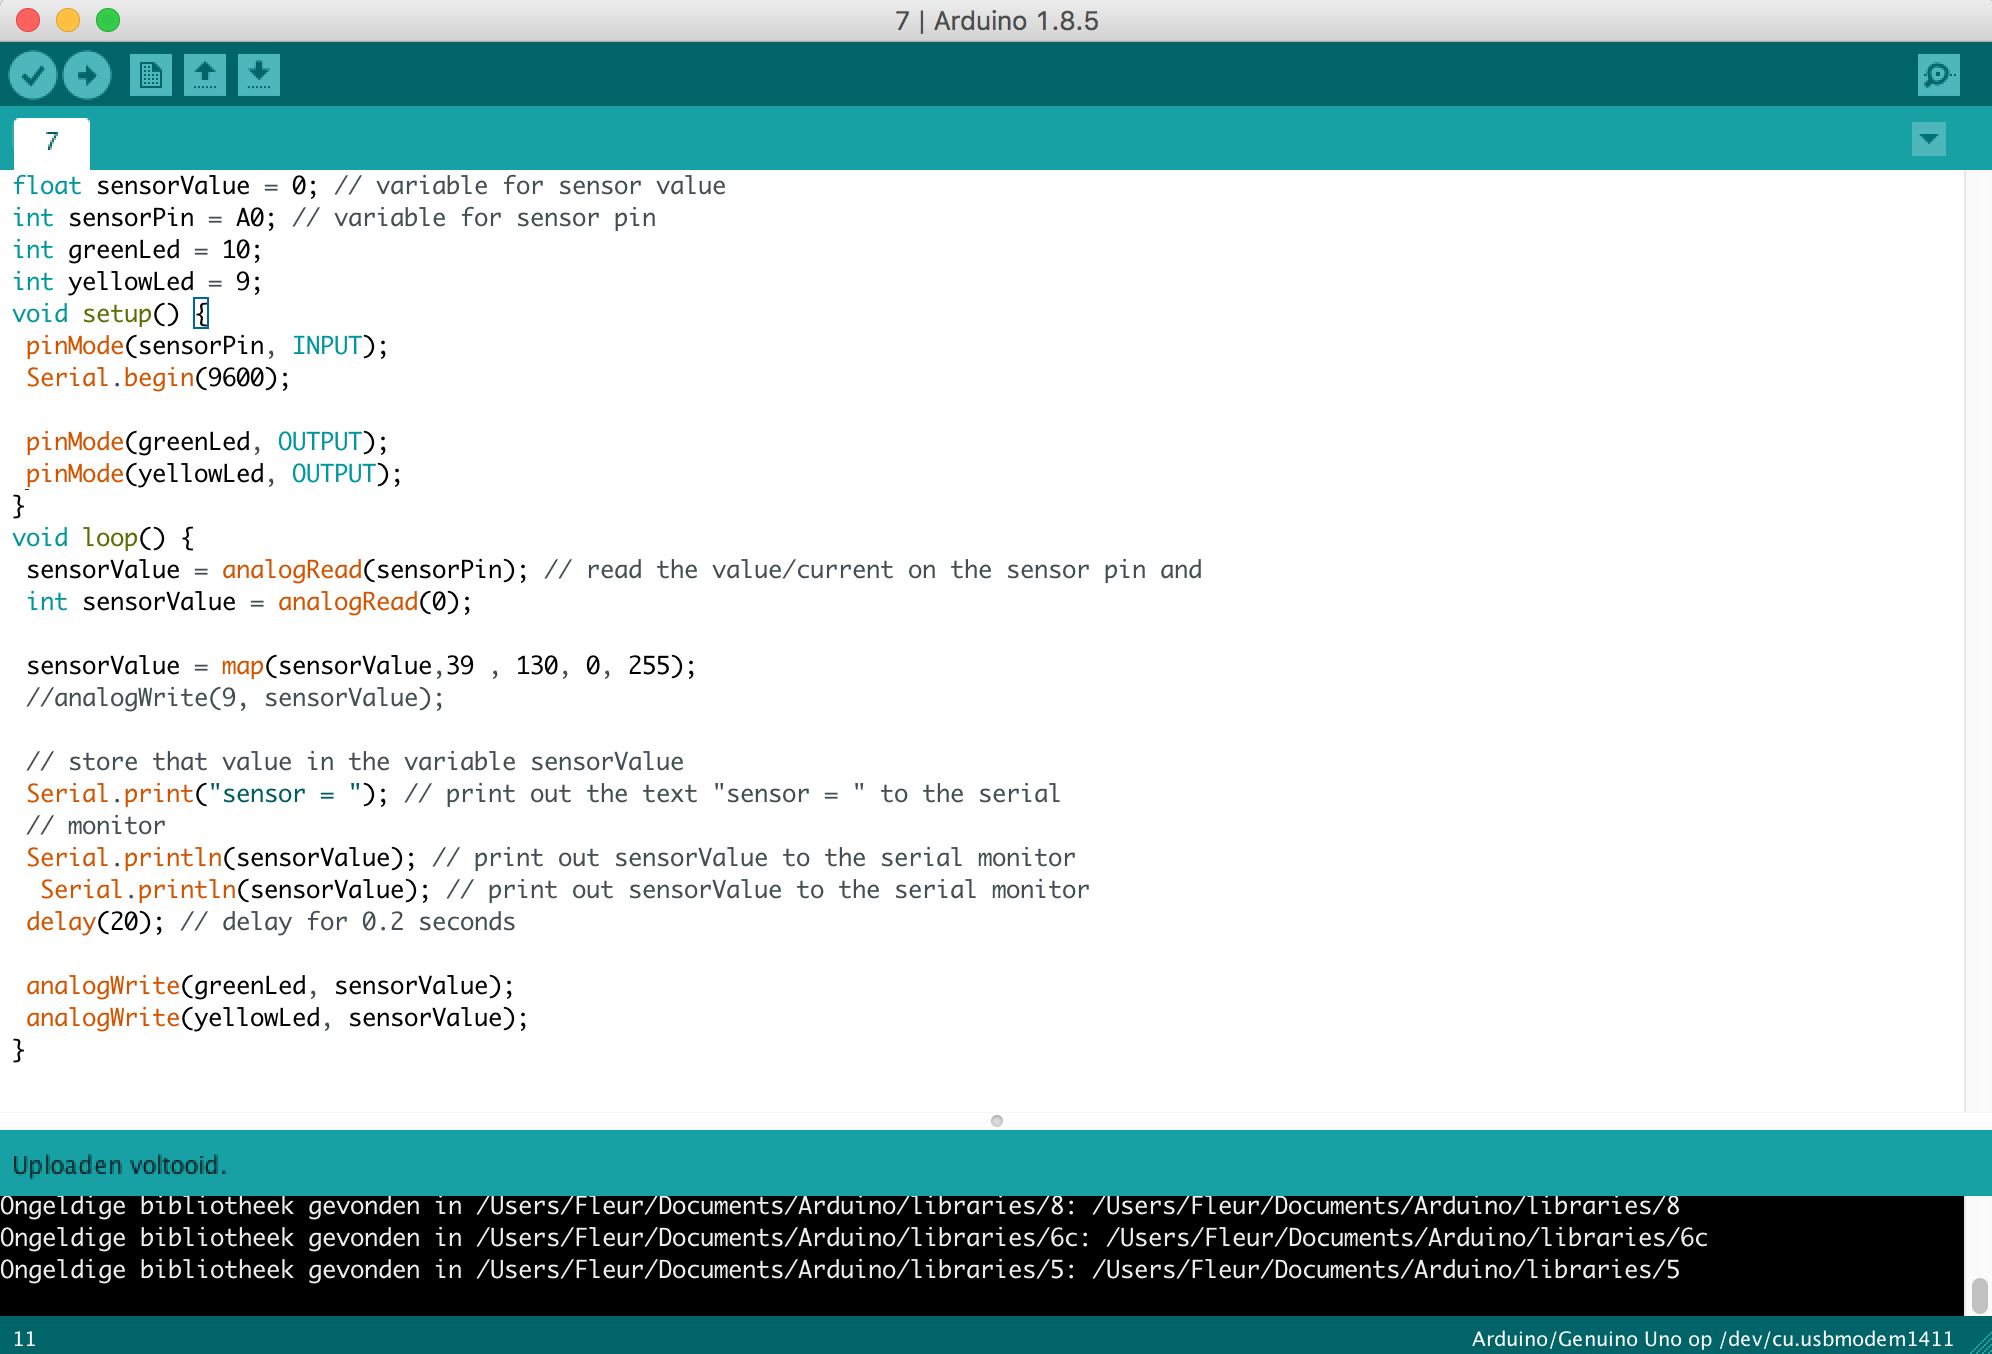 7 | Arduino 1.8.5
7
float sensorValue = 0; // variable for sensor value
int sensorPin = A0; // variable for sensor pin
int greenLed = 10;
int yellowLed = 9;
void setup() {
 pinMode(sensorPin, INPUT);
 Serial.begin(9600);

 pinMode(greenLed, OUTPUT);
 pinMode(yellowLed, OUTPUT);
}
void loop() {
 sensorValue = analogRead(sensorPin); // read the value/current on the sensor pin and
 int sensorValue = analogRead(0);

 sensorValue = map(sensorValue,39 , 130, 0, 255);
 //analogWrite(9, sensorValue);

 // store that value in the variable sensorValue
 Serial.print("sensor = "); // print out the text "sensor = " to the serial
 // monitor
 Serial.println(sensorValue); // print out sensorValue to the serial monitor
  Serial.println(sensorValue); // print out sensorValue to the serial monitor
 delay(20); // delay for 0.2 seconds

 analogWrite(greenLed, sensorValue);
 analogWrite(yellowLed, sensorValue);
}
Uploaden voltooid.
Ongeldige bibliotheek gevonden in /Users/Fleur/Documents/Arduino/libraries/8: /Users/Fleur/Documents/Arduino/libraries/8
Ongeldige bibliotheek gevonden in /Users/Fleur/Documents/Arduino/libraries/6c: /Users/Fleur/Documents/Arduino/libraries/6c
Ongeldige bibliotheek gevonden in /Users/Fleur/Documents/Arduino/libraries/5: /Users/Fleur/Documents/Arduino/libraries/5
11
Arduino/Genuino Uno op /dev/cu.usbmodem1411